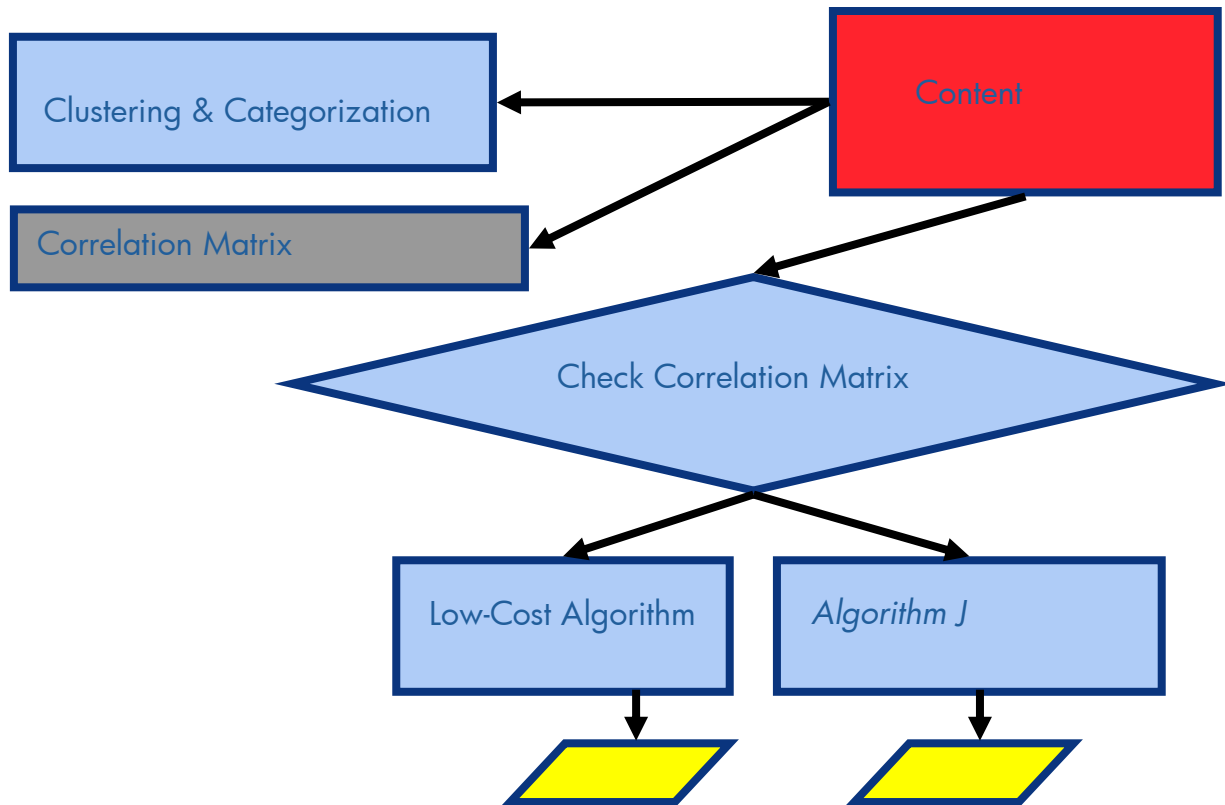 Content
Clustering & Categorization
Correlation Matrix
Check Correlation Matrix
Low-Cost Algorithm
Algorithm J